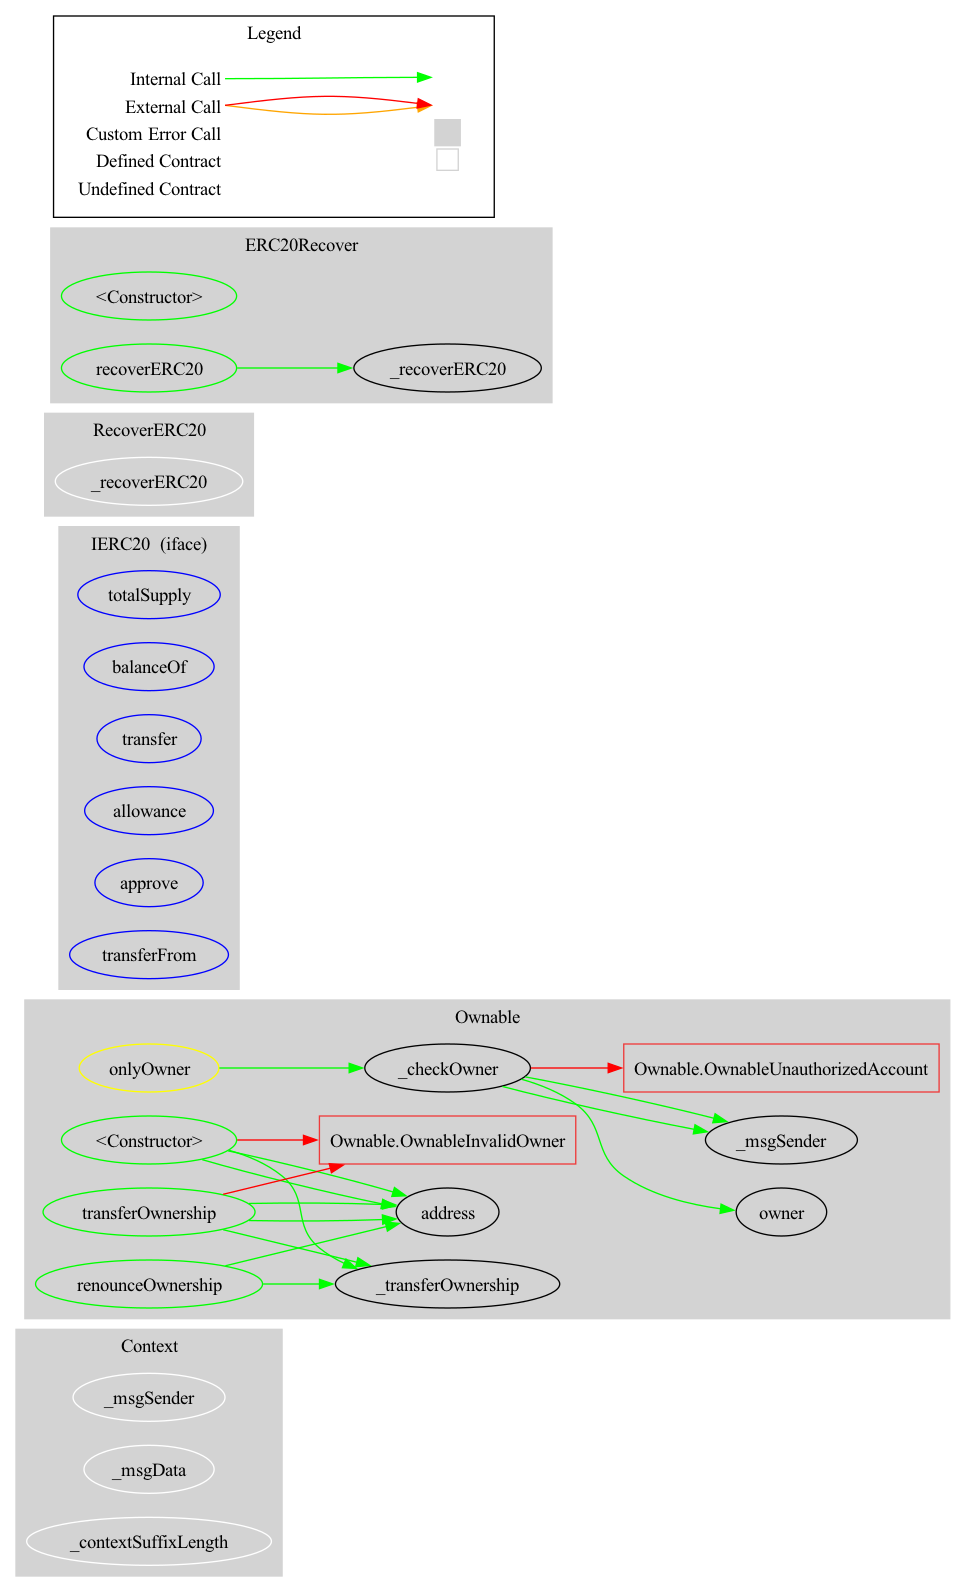 Legend
Internal Call
External Call
Custom Error Call
Defined Contract
Undefined Contract
ERC20Recover
<Constructor>
recoverERC20
_recoverERC20
RecoverERC20
_recoverERC20
IERC20 (iface)
totalSupply
balanceOf
transfer
allowance
approve
transferFrom
Ownable
onlyOwner
_checkOwner
Ownable.OwnableUnauthorizedAccount
<Constructor>
Ownable.OwnableInvalidOwner
_msgSender
transferOwnership
address
owner
renounceOwnership
_transferOwnership
Context
_msgSender
_msgData
_contextSuffixLength